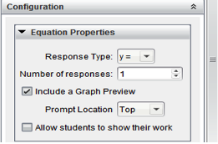 Configuration
Equation Properties
Response Type: y =
Number of responses: 1
Include a Graph Preview
Prompt Location Top
Allow students to show their work